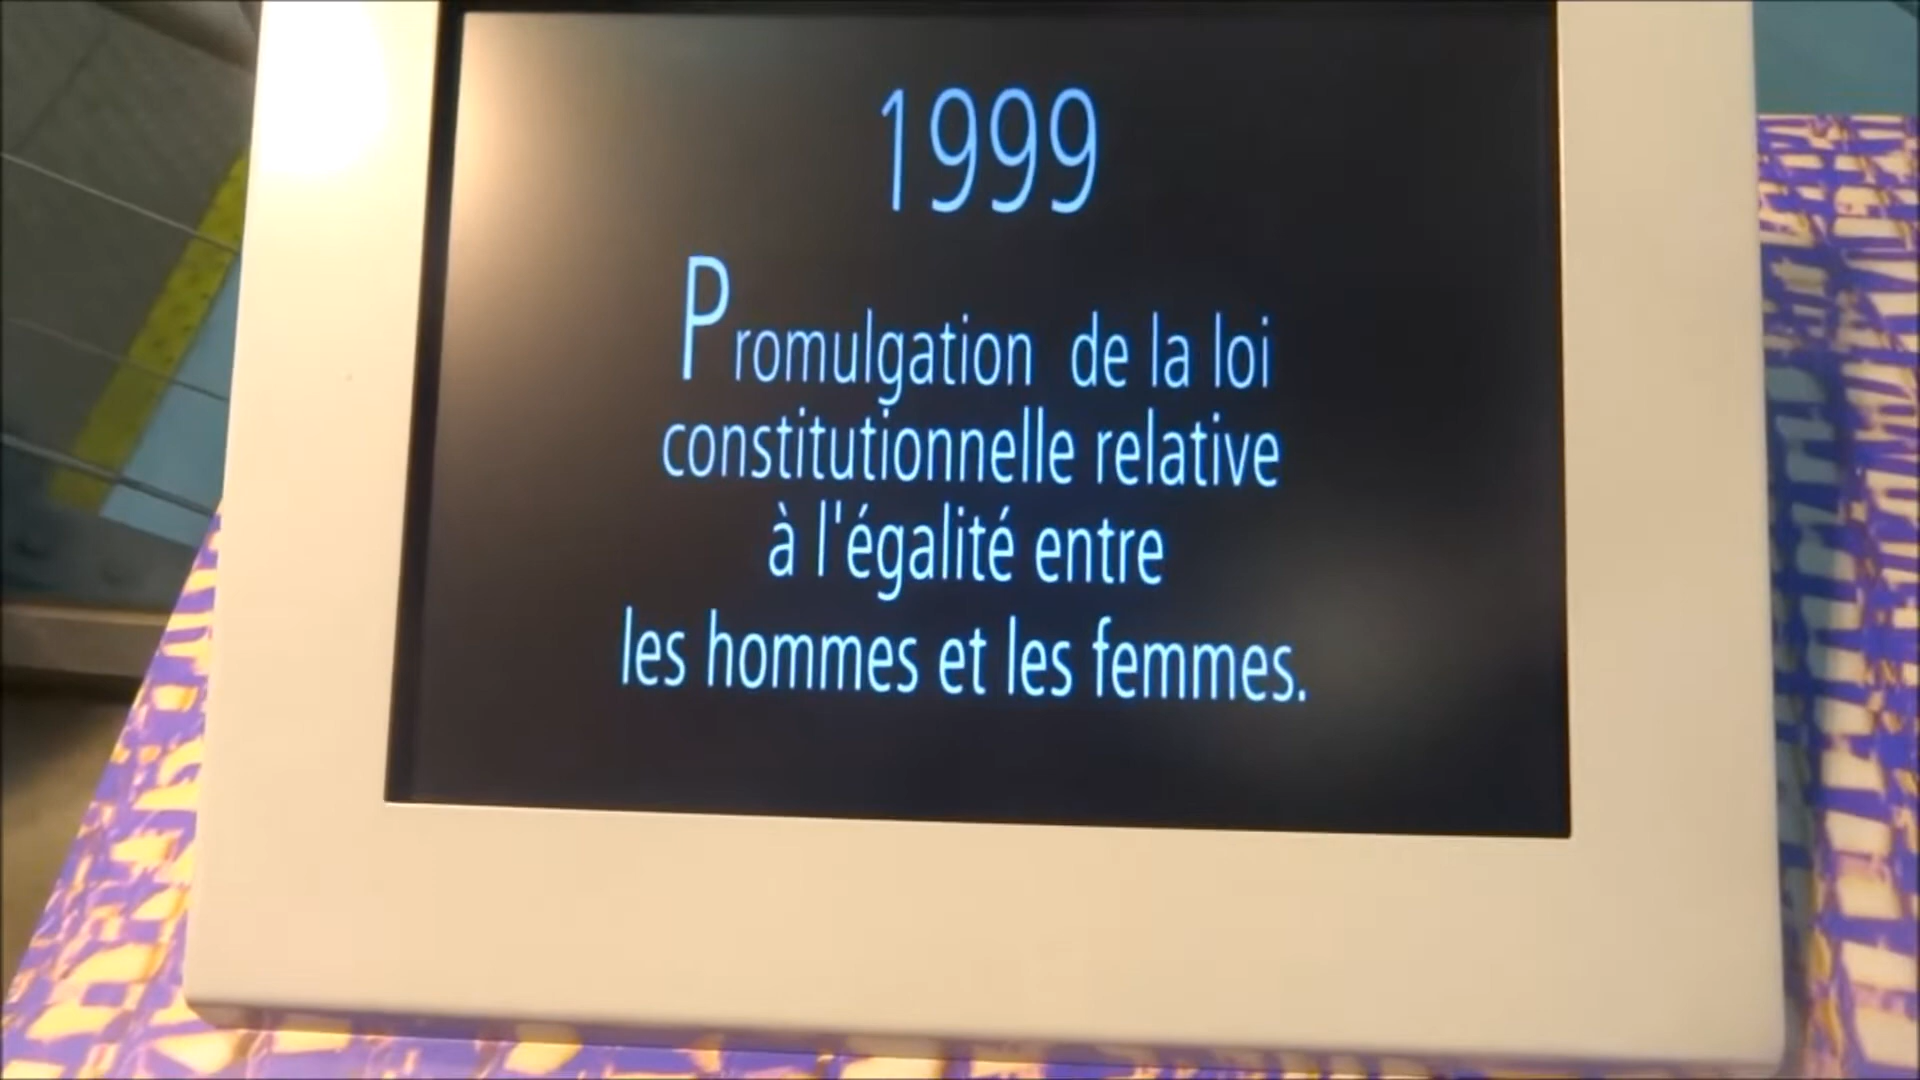 1999
Promulgation de la loi
constitutionnelle relative
à l'égalité entre
les hommes et les femmes.